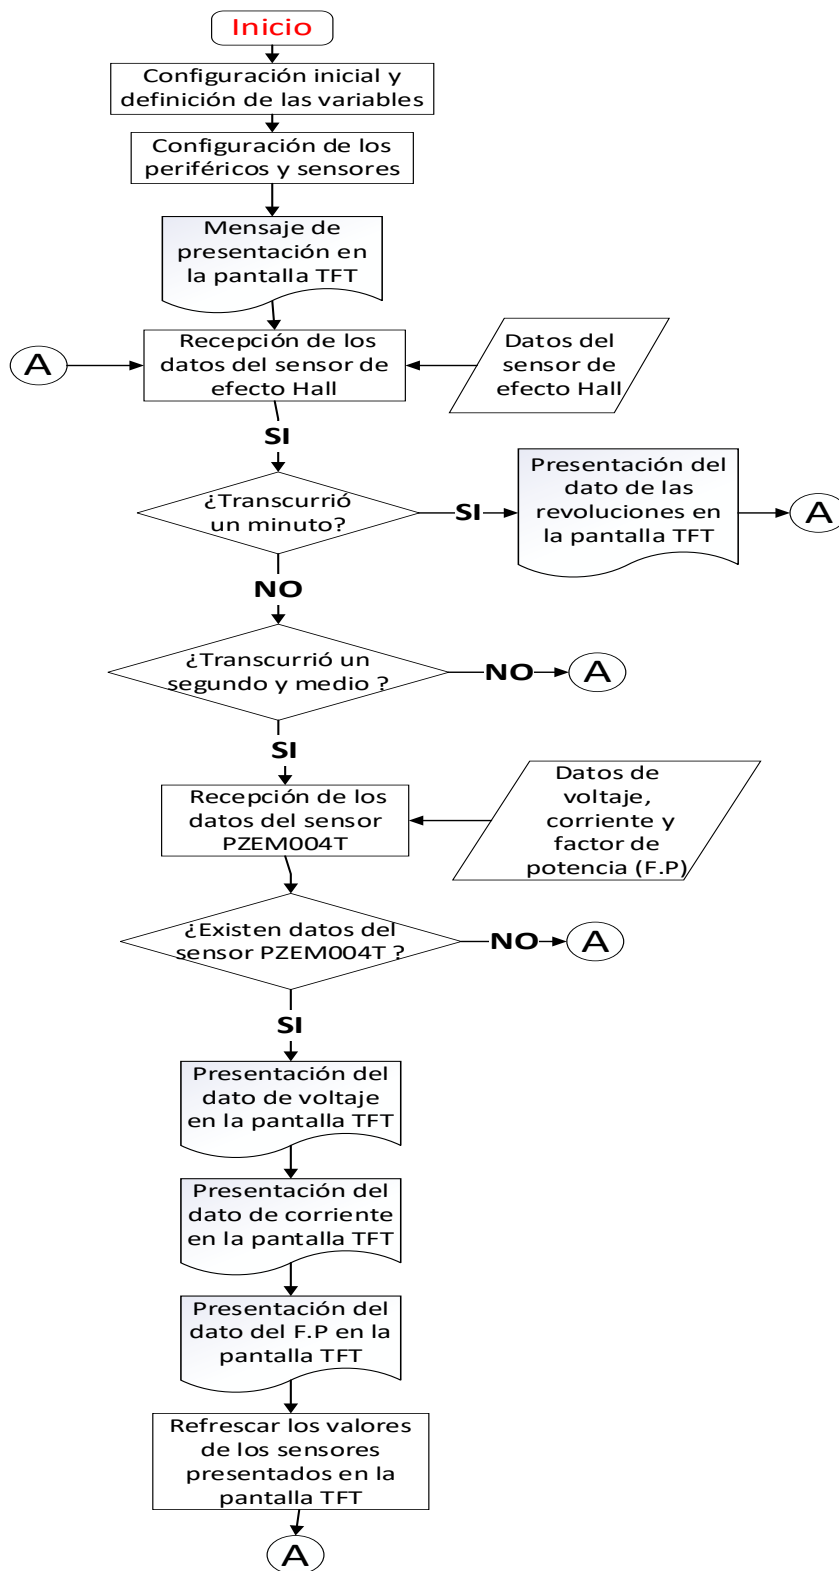 Inicio
Configuración inicial y
definición de las variables
Configuración de los
periféricos y sensores
Mensaje de
presentación en
la pantalla TFT
A
Recepción de los
datos del sensor de
efecto Hall
Datos del
sensor de
efecto Hall
SI
¿Transcurrió
un minuto?
SI
Presentación del
dato de las
revoluciones en
la pantalla TFT
A
NO
¿Transcurrió un
segundo y medio ?
NO
A
SI
Recepción de los
datos del sensor
PZEM004T
Datos de
voltaje,
corriente y
factor de
potencia (F.P)
¿Existen datos del
sensor PZEM004T ?
NO
A
SI
Presentación del
dato de voltaje
en la pantalla TFT
Presentación del
dato de corriente
en la pantalla TFT
Presentación del
dato del F.P en la
pantalla TFT
Refrescar los valores
de los sensores
presentados en la
pantalla TFT
A